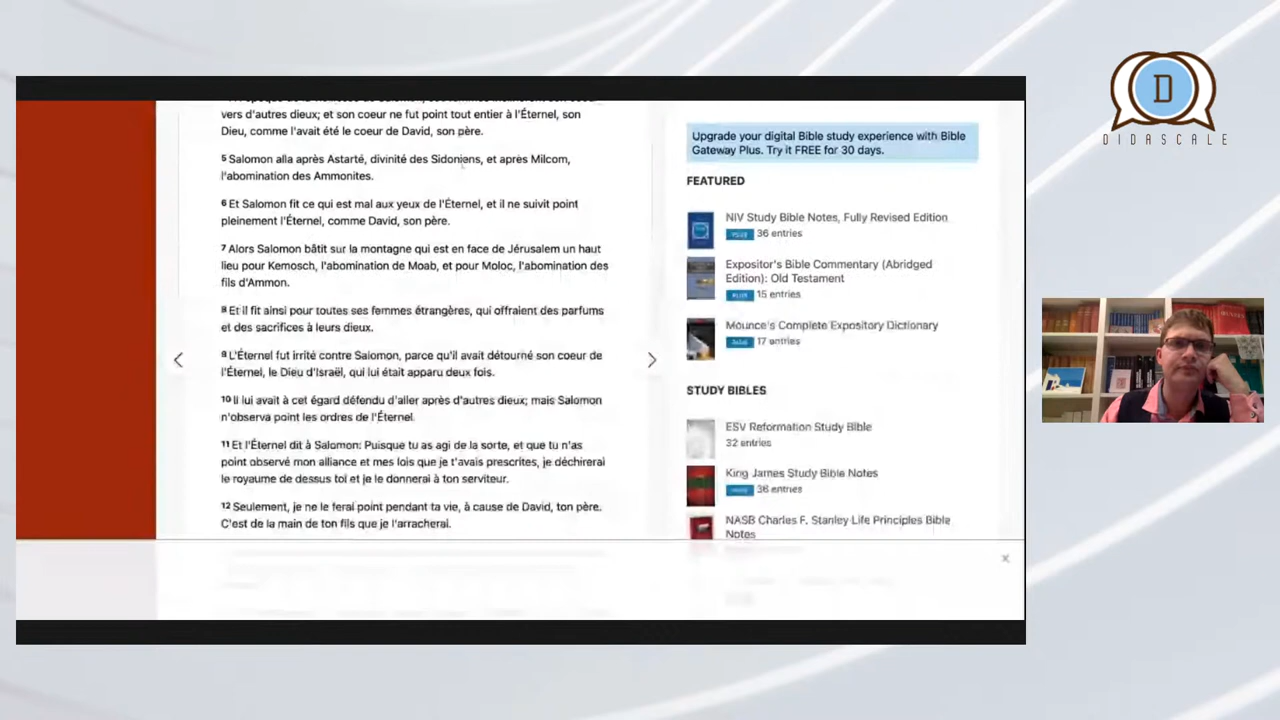 vers d'autres dieux; et son coeur ne fut point tout entier à l'Éternel, son
Dieu, comme l'avait été le coeur de David, son père.
5 Salomon alla après Astarté, divinité des Sidoniens, et après Milcom,
l'abomination des Ammonites.
6 Et Salomon fit ce qui est mal aux yeux de l'Éternel, et il ne suivit point
pleinement l'Éternel, comme David, son père.
7 Alors Salomon bâtit sur la montagne qui est en face de Jérusalem un haut
lieu pour Kemosch, l'abomination de Moab, et pour Moloc, l'abomination des
fils d'Ammon.
8 Et il fit ainsi pour toutes ses femmes étrangères, qui offraient des parfums
et des sacrifices à leurs dieux.
9 L'Éternel fut irrité contre Salomon, parce qu'il avait détourné son coeur de
l'Éternel, le Dieu d'Israël, qui lui était apparu deux fois.
10 Il lui avait à cet égard défendu d'aller après d'autres dieux; mais Salomon
n'observa point les ordres de l'Éternel.
11 Et l'Éternel dit à Salomon: Puisque tu as agi de la sorte, et que tu n'as
point observé mon alliance et mes lois que je t'avais prescrites, je déchirerai
le royaume de dessus toi et je le donnerai à ton serviteur.
12 Seulement, je ne le ferai point pendant ta vie, à cause de David, ton père.
C'est de la main de ton fils que je l'arracherai.
Upgrade your digital Bible study experience with Bible
Gateway Plus. Try it FREE for 30 days.
FEATURED
NIV Study Bible Notes, Fully Revised Edition
PLUS 36 entries
Expositor's Bible Commentary (Abridged
Edition): Old Testament
PLUS 15 entries
Mounce's Complete Expository Dictionary
17 entries
STUDY BIBLES
ESV Reformation Study Bible
32 entries
King James Study Bible Notes
36 entries
NASB Charles F. Stanley Life Principles Bible
Notes
D
DIDASCALE